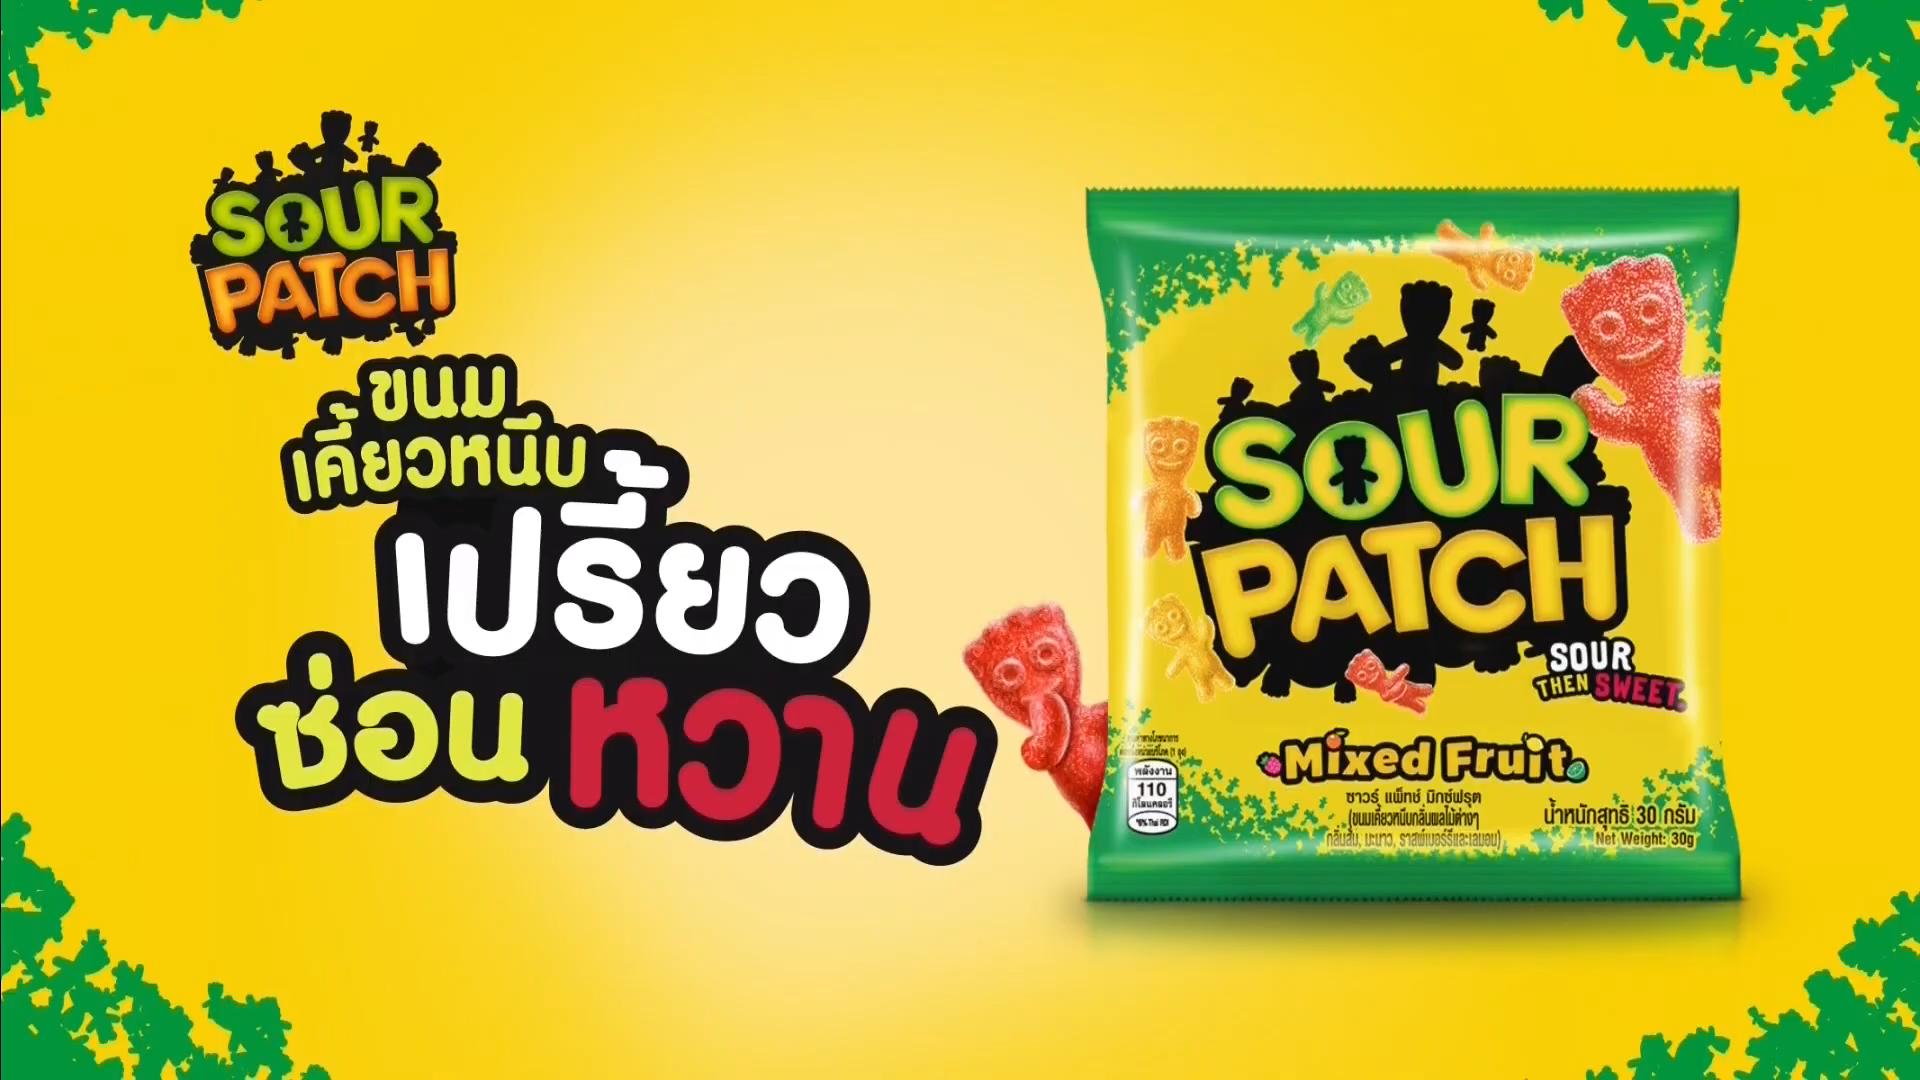 SOUR
PATCH
ขนม
เคี้ยวหนึบ
เปรี้ยว
ซ่อน หวาน
SOUR
PATCH
SOUR
THEN SWEET.
Mixed Fruit
ซาวร์ แพ็ทช์ มิกซ์ฟรุต
(ขนมเคี้ยวหนึบกลิ่นผลไม้ต่างๆ
กลิ่นส้ม, มะนาว, ราสพ์เบอร์รี่และเลมอน)
น้ำหนักสุทธิ 30 กรัม
Net Weight: 30g
พลังงาน
110
กิโลแคลอรี